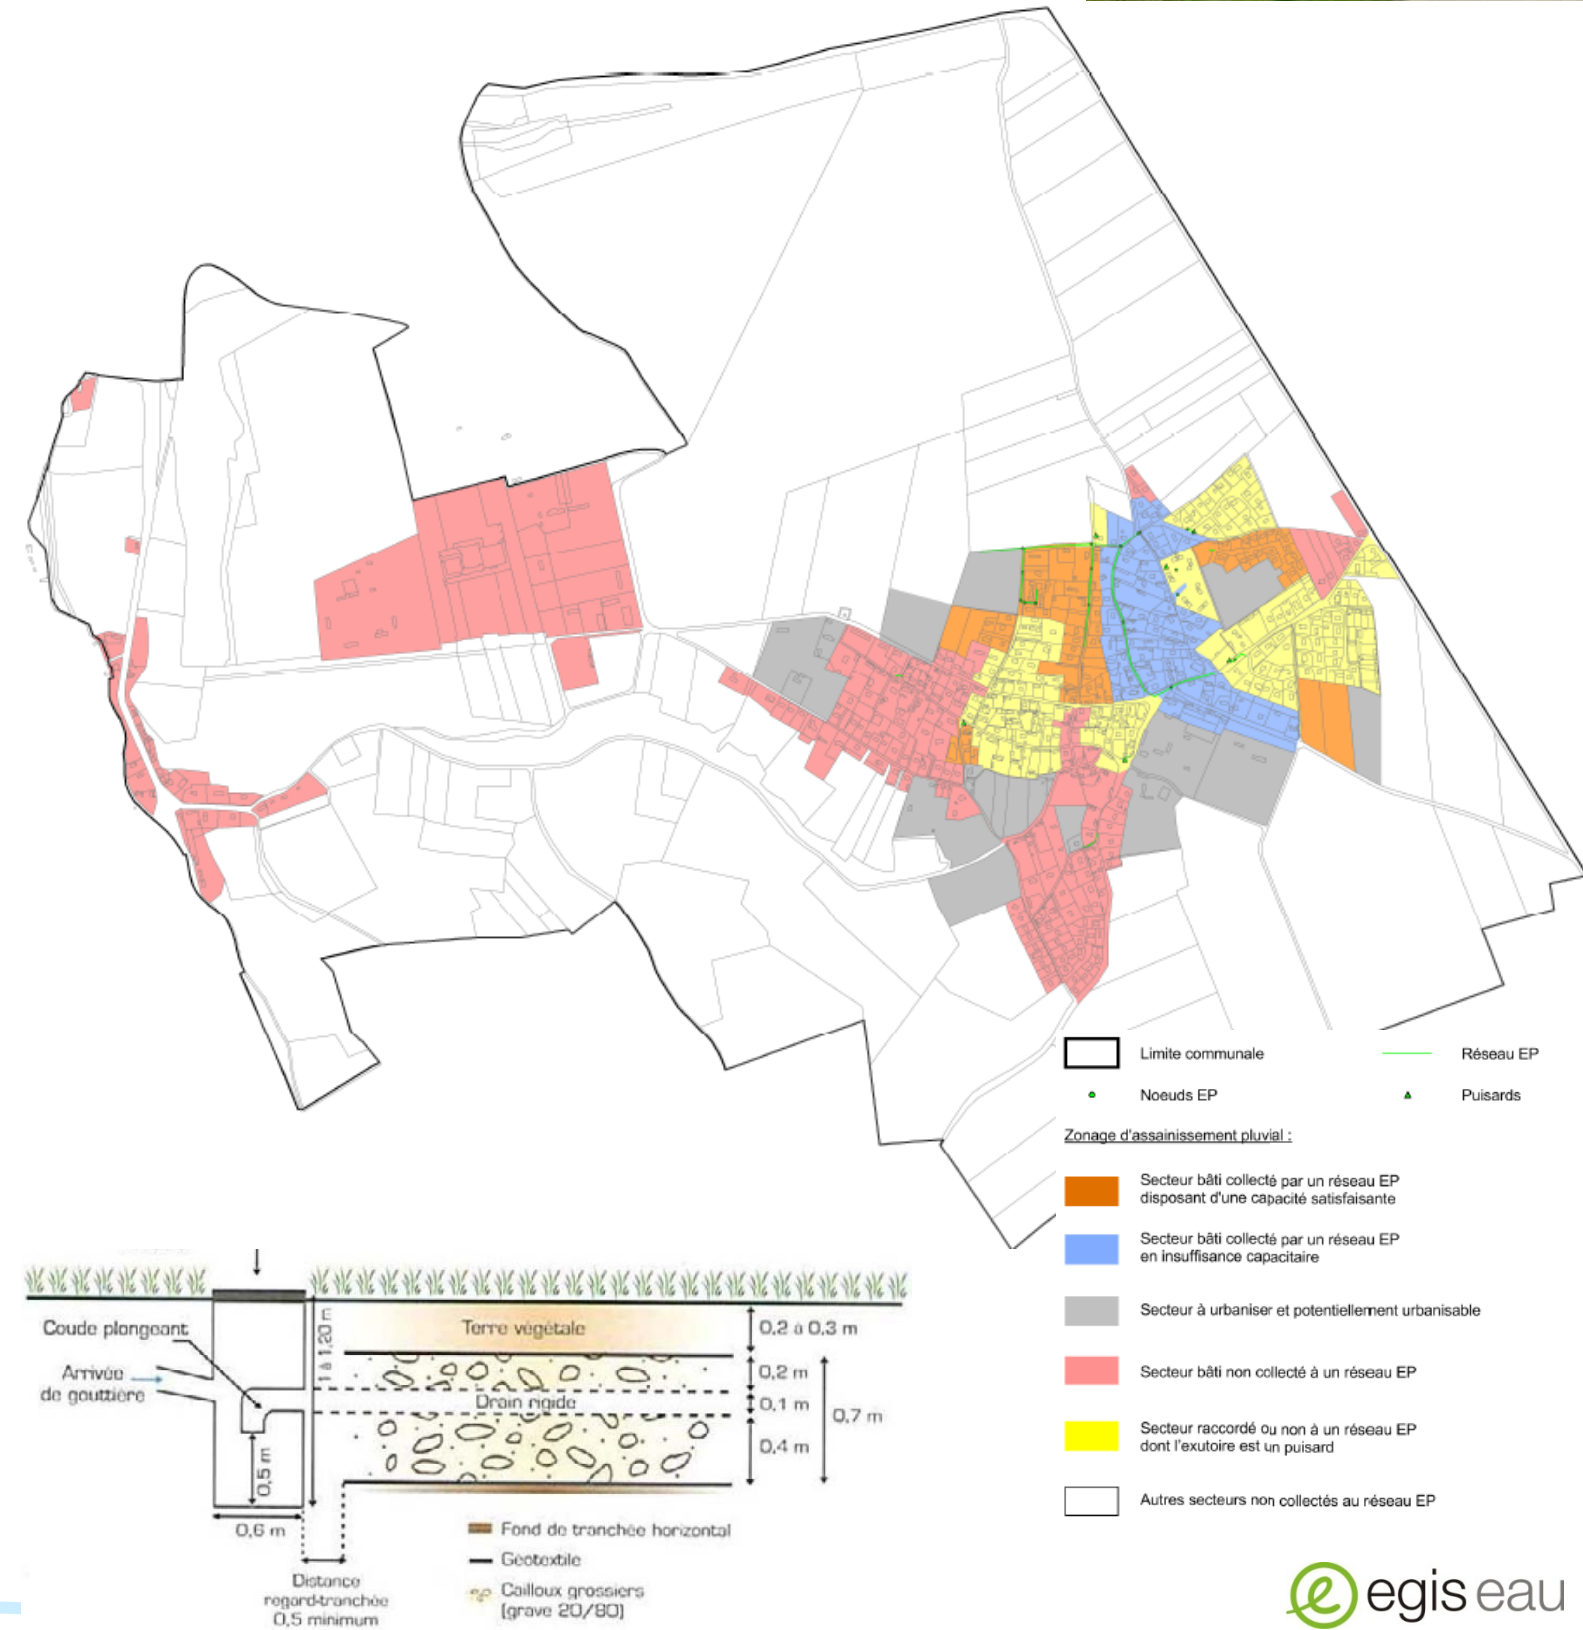 Limite communale
Réseau EP
Noeuds EP
Puisards
Zonage d'assainissement pluvial :
Secteur bâti collecté par un réseau EP
disposant d'une capacité satisfaisante
Secteur bâti collecté par un réseau EP
en insuffisance capacitaire
Secteur à urbaniser et potentiellement urbanisable
Secteur bâti non collecté à un réseau EP
Secteur raccordé ou non à un réseau EP
dont l'exutoire est un puisard
Autres secteurs non collectés au réseau EP
Coude plongeant
Arrivée
de gouttière
1 à 1,20 m
Terre végétale
0,2 à 0,3 m
0,2 m
Drain rigide
0,1 m
0,7 m
0,4 m
0,5 m
0,6 m
Distance
regard-tranchée
0,5 minimum
Fond de tranchée horizontal
Géotextile
Cailloux grossiers
(grave 20/80)
egis eau